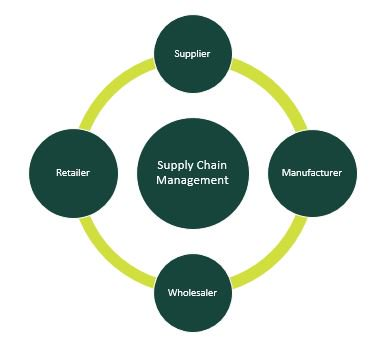 Supplier
Retailer
Supply Chain
Management
Manufacturer
Wholesaler